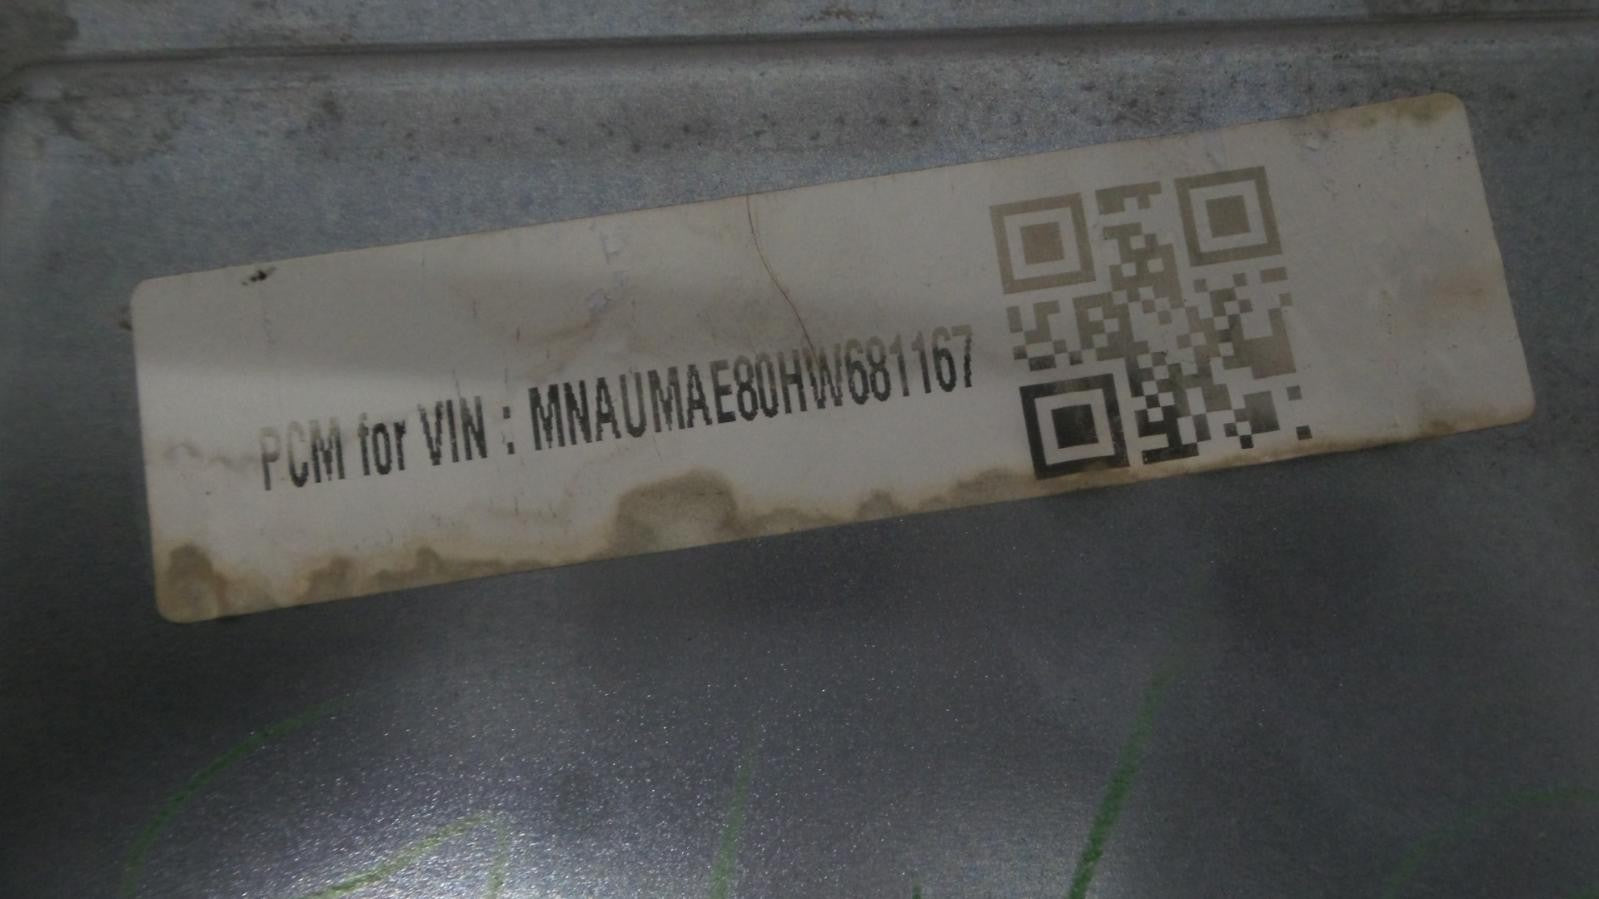 PCM for VIN : MNAUMAE80HW681167